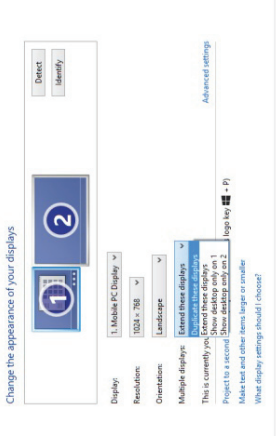 Change the appearance of your displays
1
2
Detect
Identify
Display: 1. Mobile PC Display
Resolution: 1024 × 768
Orientation: Landscape
Multiple displays: Extend these displays
Duplicate these displays
Extend these displays
Show desktop only on 1
Show desktop only on 2
This is currently you
Advanced settings
Project to a second logo key + P)
Make text and other items larger or smaller
What display settings should I choose?